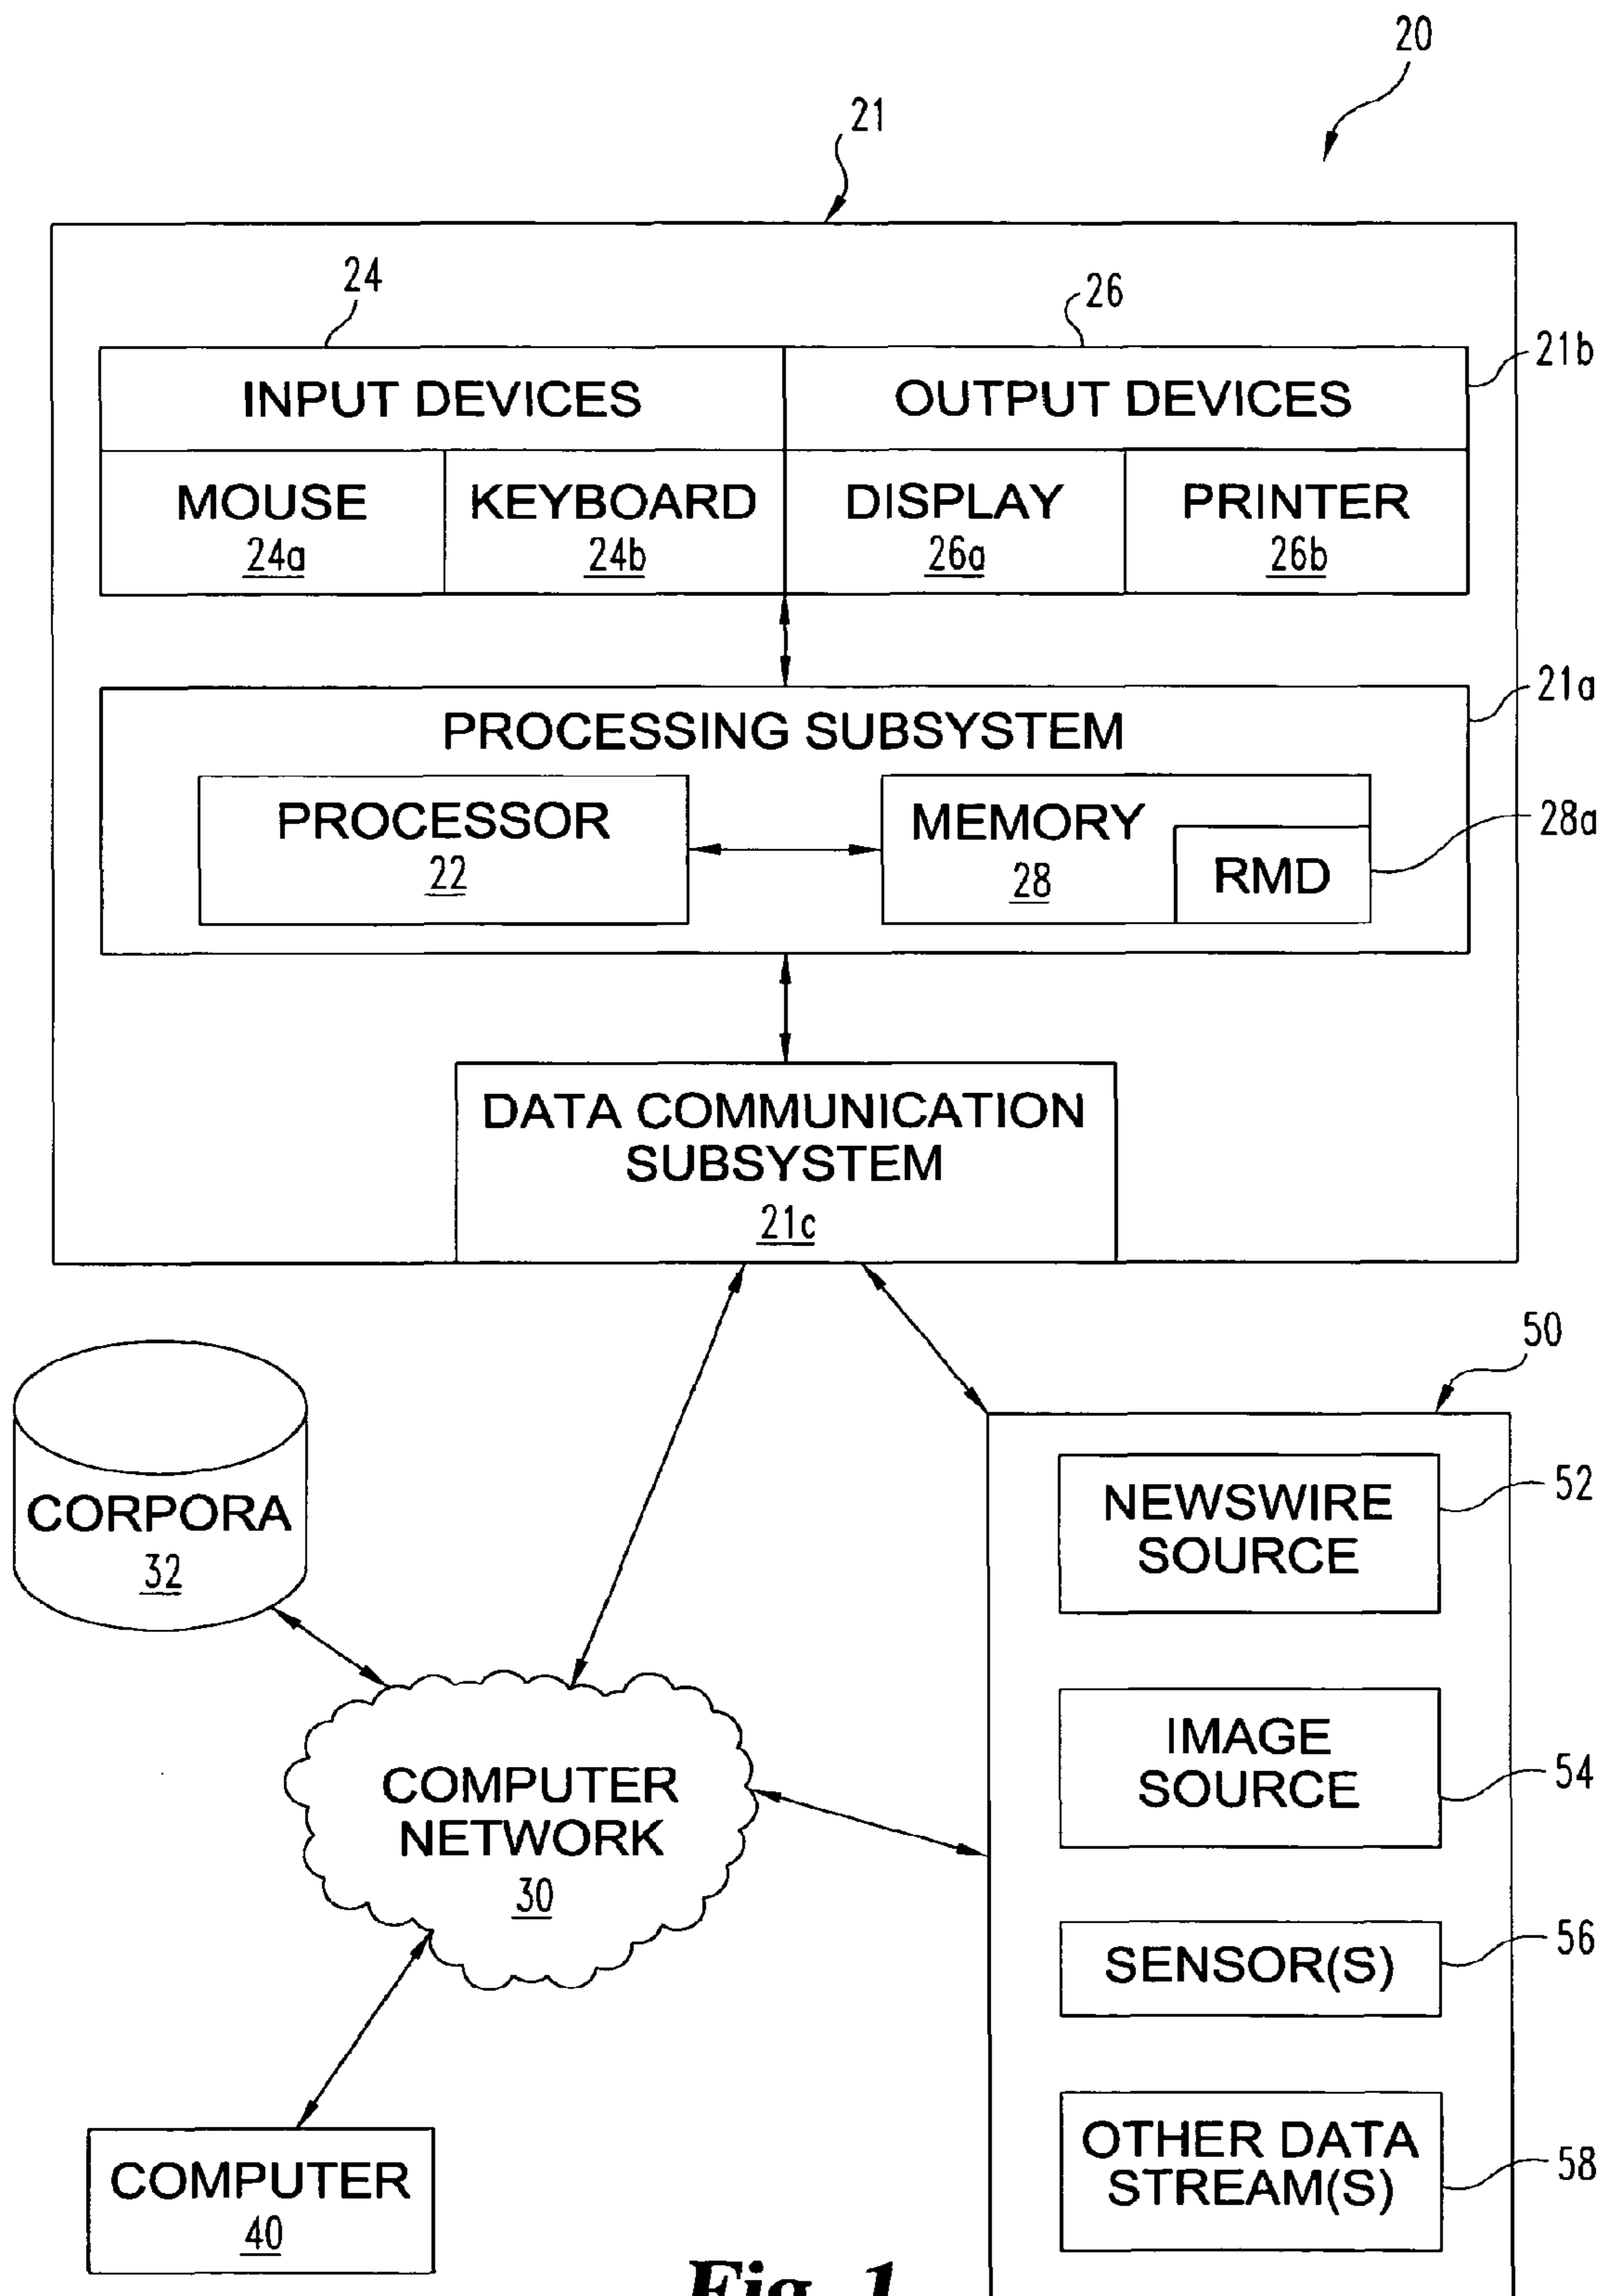 20
21
24
26
21b
INPUT DEVICES
OUTPUT DEVICES
MOUSE
24a
KEYBOARD
24b
DISPLAY
26a
PRINTER
26b
21a
PROCESSING SUBSYSTEM
PROCESSOR
22
MEMORY
28
RMD
28a
DATA COMMUNICATION
SUBSYSTEM
21c
50
CORPORA
32
NEWSWIRE
SOURCE
52
IMAGE
SOURCE
54
COMPUTER
NETWORK
30
SENSOR(S)
56
OTHER DATA
STREAM(S)
58
COMPUTER
40
Fig. 1